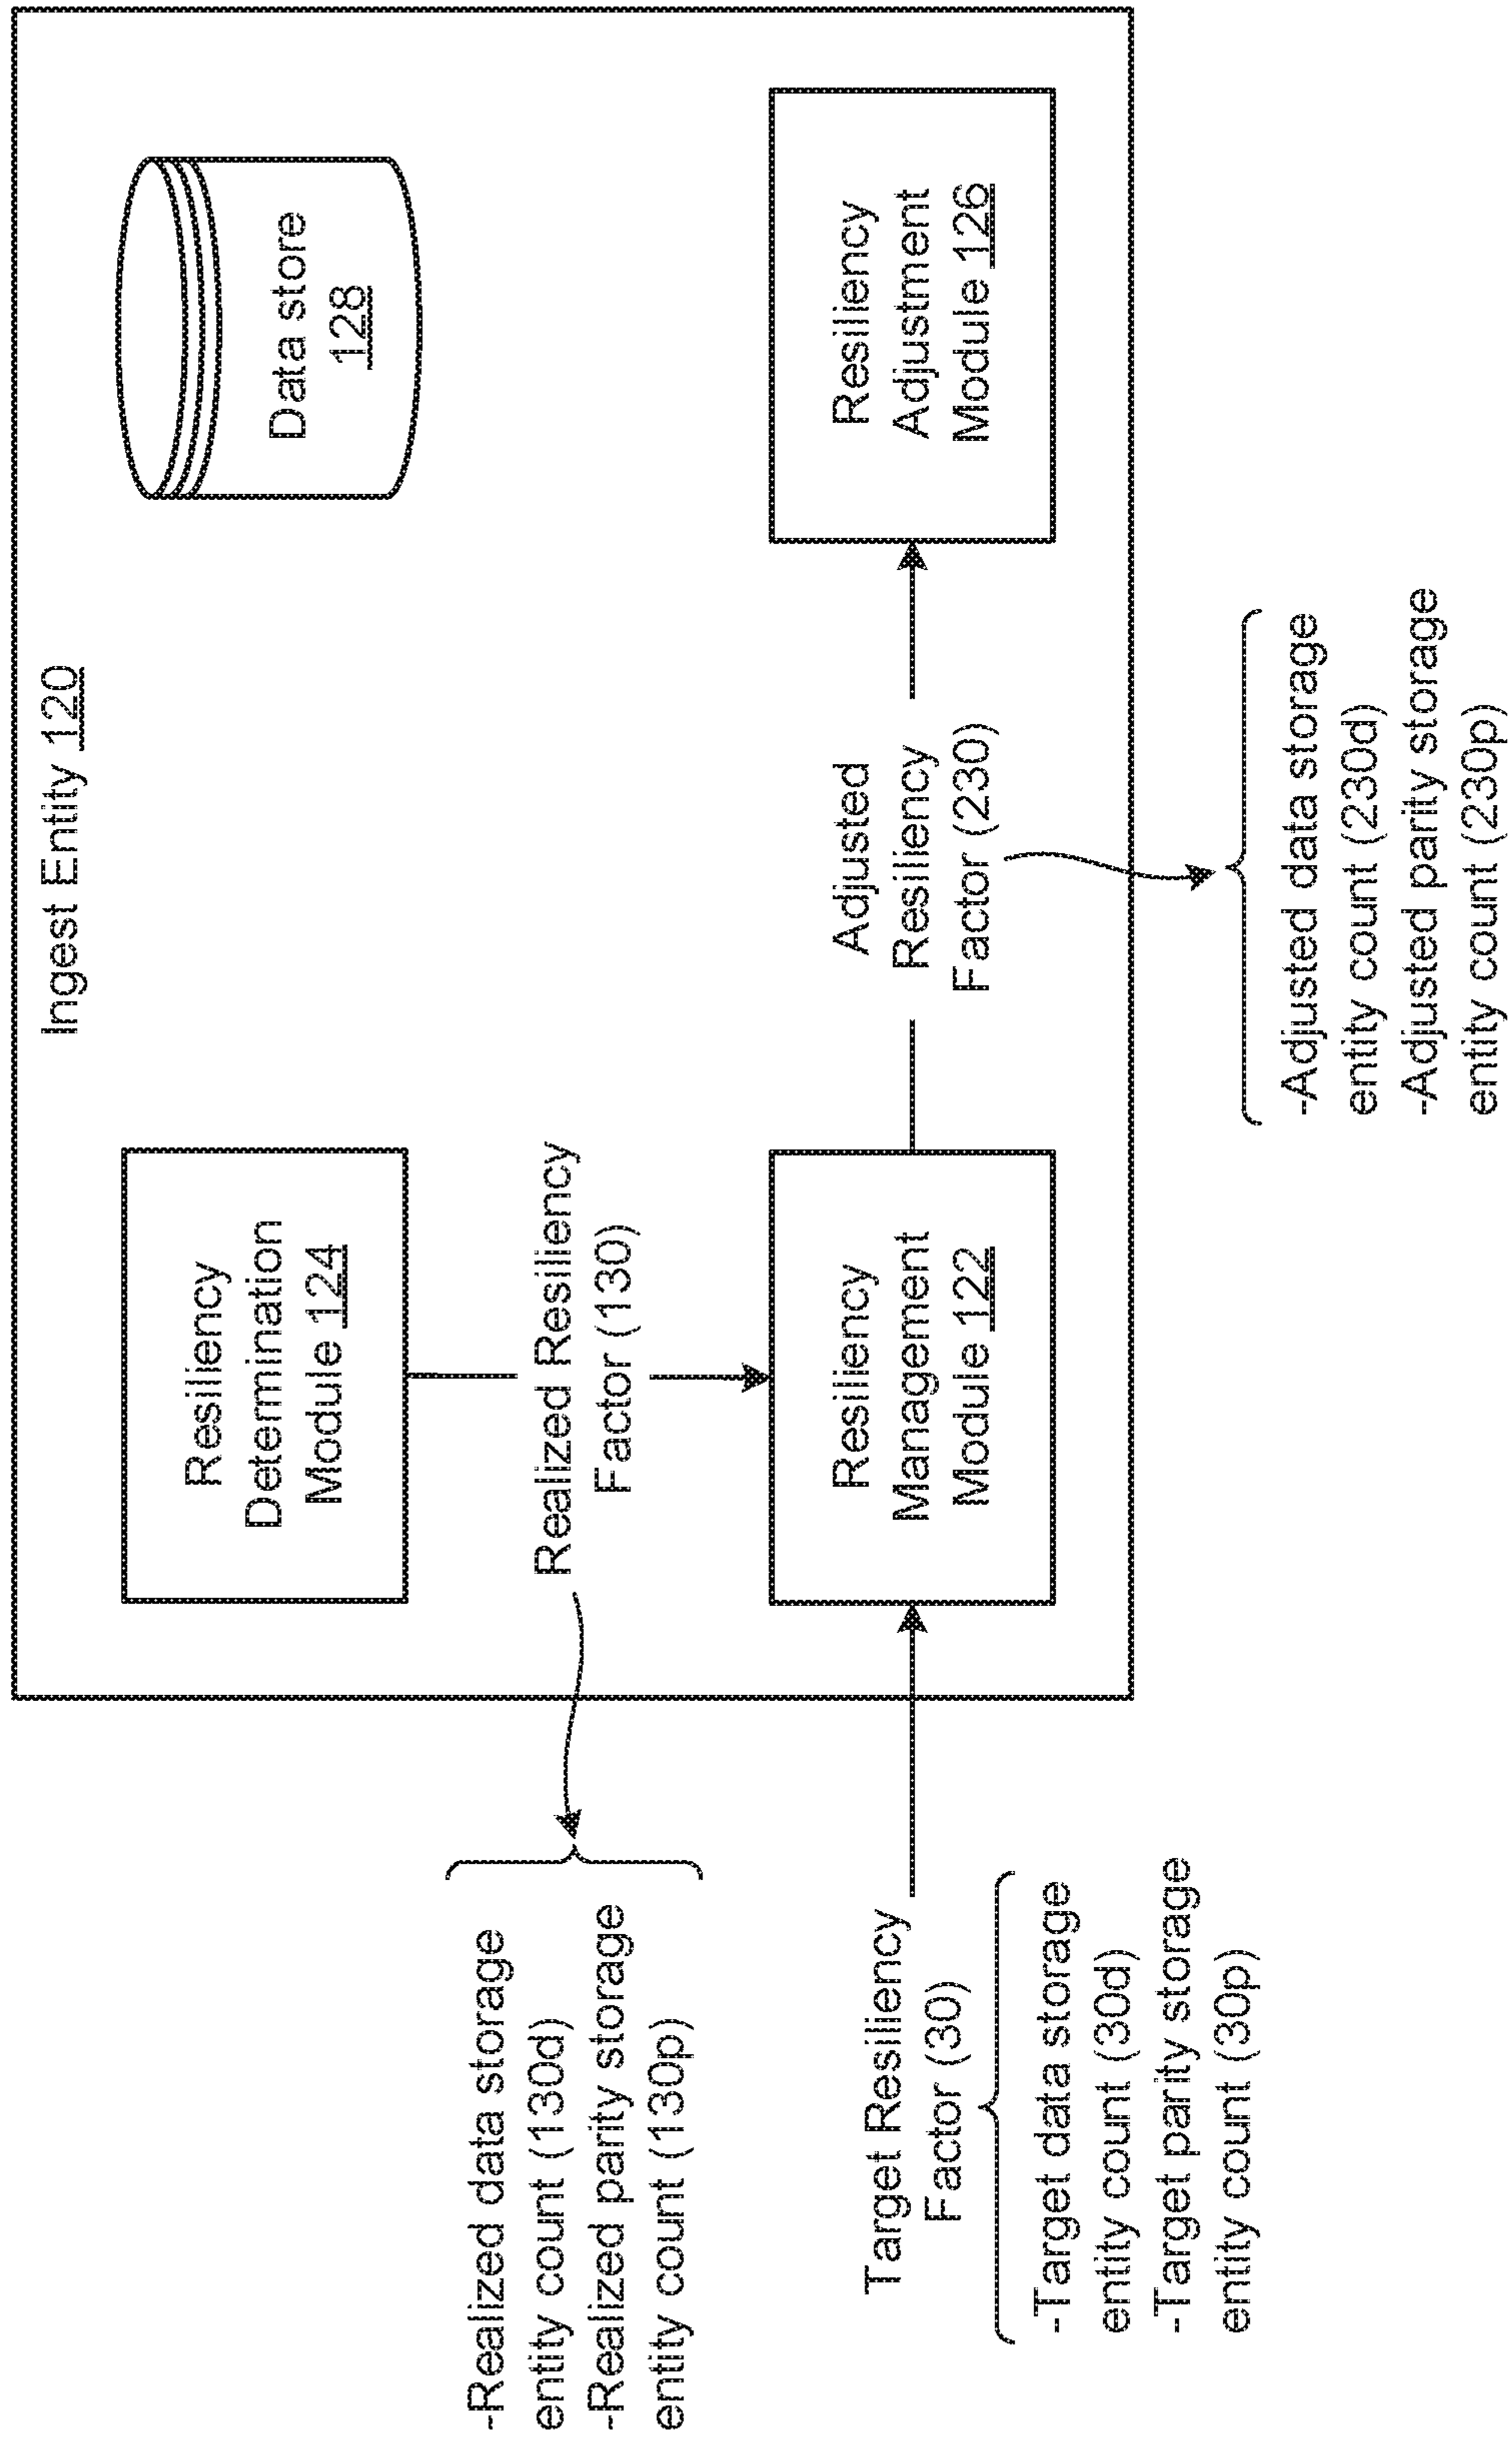 Ingest Entity 120
Resiliency
Determination
Module 124
Data store
128
Realized Resiliency
Factor (130)
-Realized data storage
entity count (130d)
-Realized parity storage
entity count (130p)
Target Resiliency
Factor (30)
-Target data storage
entity count (30d)
-Target parity storage
entity count (30p)
Resiliency
Management
Module 122
Adjusted
Resiliency
Factor (230)
Resiliency
Adjustment
Module 126
-Adjusted data storage
entity count (230d)
-Adjusted parity storage
entity count (230p)